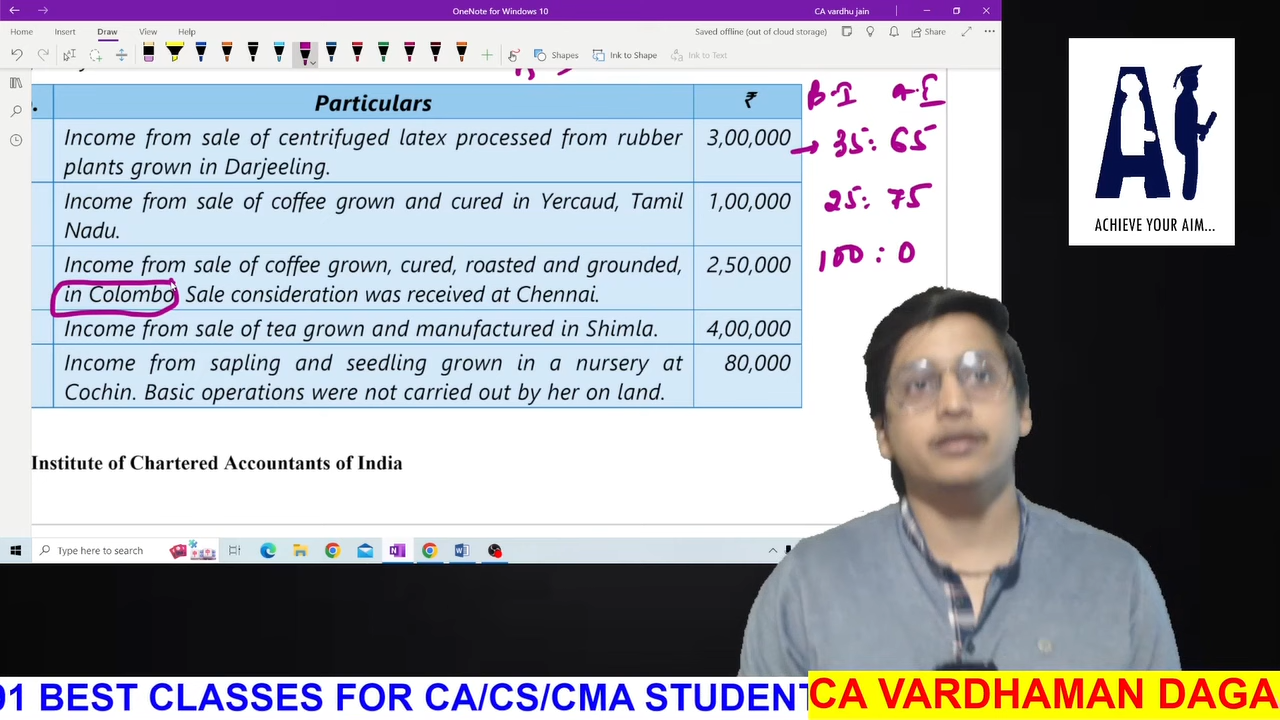 OneNote for Windows 10
CA vardhu jain
Home Insert Draw View Help
Saved offline (out of cloud storage)
Share
Shapes
Ink to Shape
Ink to Text
. Particulars ₹
Income from sale of centrifuged latex processed from rubber 3,00,000
plants grown in Darjeeling.
Income from sale of coffee grown and cured in Yercaud, Tamil 1,00,000
Nadu.
Income from sale of coffee grown, cured, roasted and grounded, 2,50,000
in Colombo. Sale consideration was received at Chennai.
Income from sale of tea grown and manufactured in Shimla. 4,00,000
Income from sapling and seedling grown in a nursery at 80,000
Cochin. Basic operations were not carried out by her on land.
B.I A.I
→ 35: 65
25: 75
100: 0
Institute of Chartered Accountants of India
Type here to search
ACHIEVE YOUR AIM...
01 BEST CLASSES FOR CA/CS/CMA STUDENT
CA VARDHAMAN DAGA